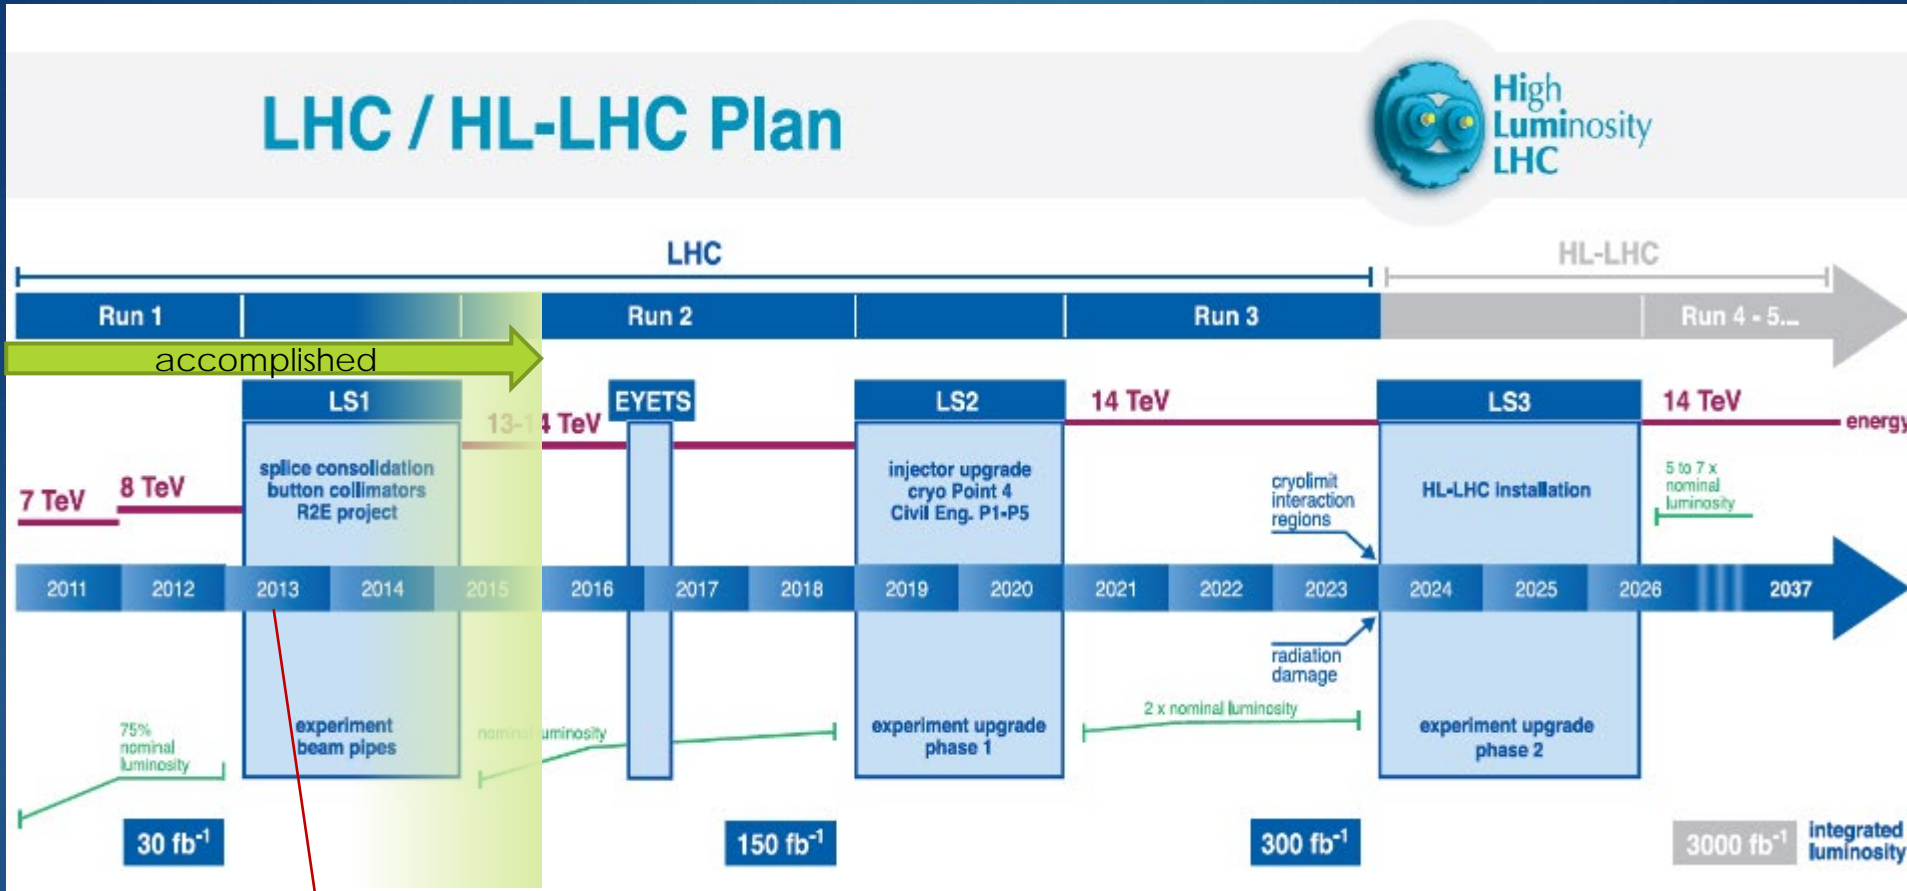 LHC / HL-LHC Plan
High
Luminosity
LHC
LHC
HL-LHC
Run 1
Run 2
Run 3
Run 4 - 5...
accomplished
LS1
EYETS
LS2
14 TeV
LS3
14 TeV
13-14 TeV
energy
7 TeV
8 TeV
splice consolidation
button collimators
R2E project
injector upgrade
cryo Point 4
Civil Eng. P1-P5
cryolimit
interaction
regions
HL-LHC installation
5 to 7 x
nominal
luminosity
2011
2012
2013
2014
2015
2016
2017
2018
2019
2020
2021
2022
2023
2024
2025
2026
2037
radiation
damage
75%
nominal
luminosity
experiment
beam pipes
nominal luminosity
experiment upgrade
phase 1
2 x nominal luminosity
experiment upgrade
phase 2
30 fb⁻¹
150 fb⁻¹
300 fb⁻¹
3000 fb⁻¹
integrated
luminosity